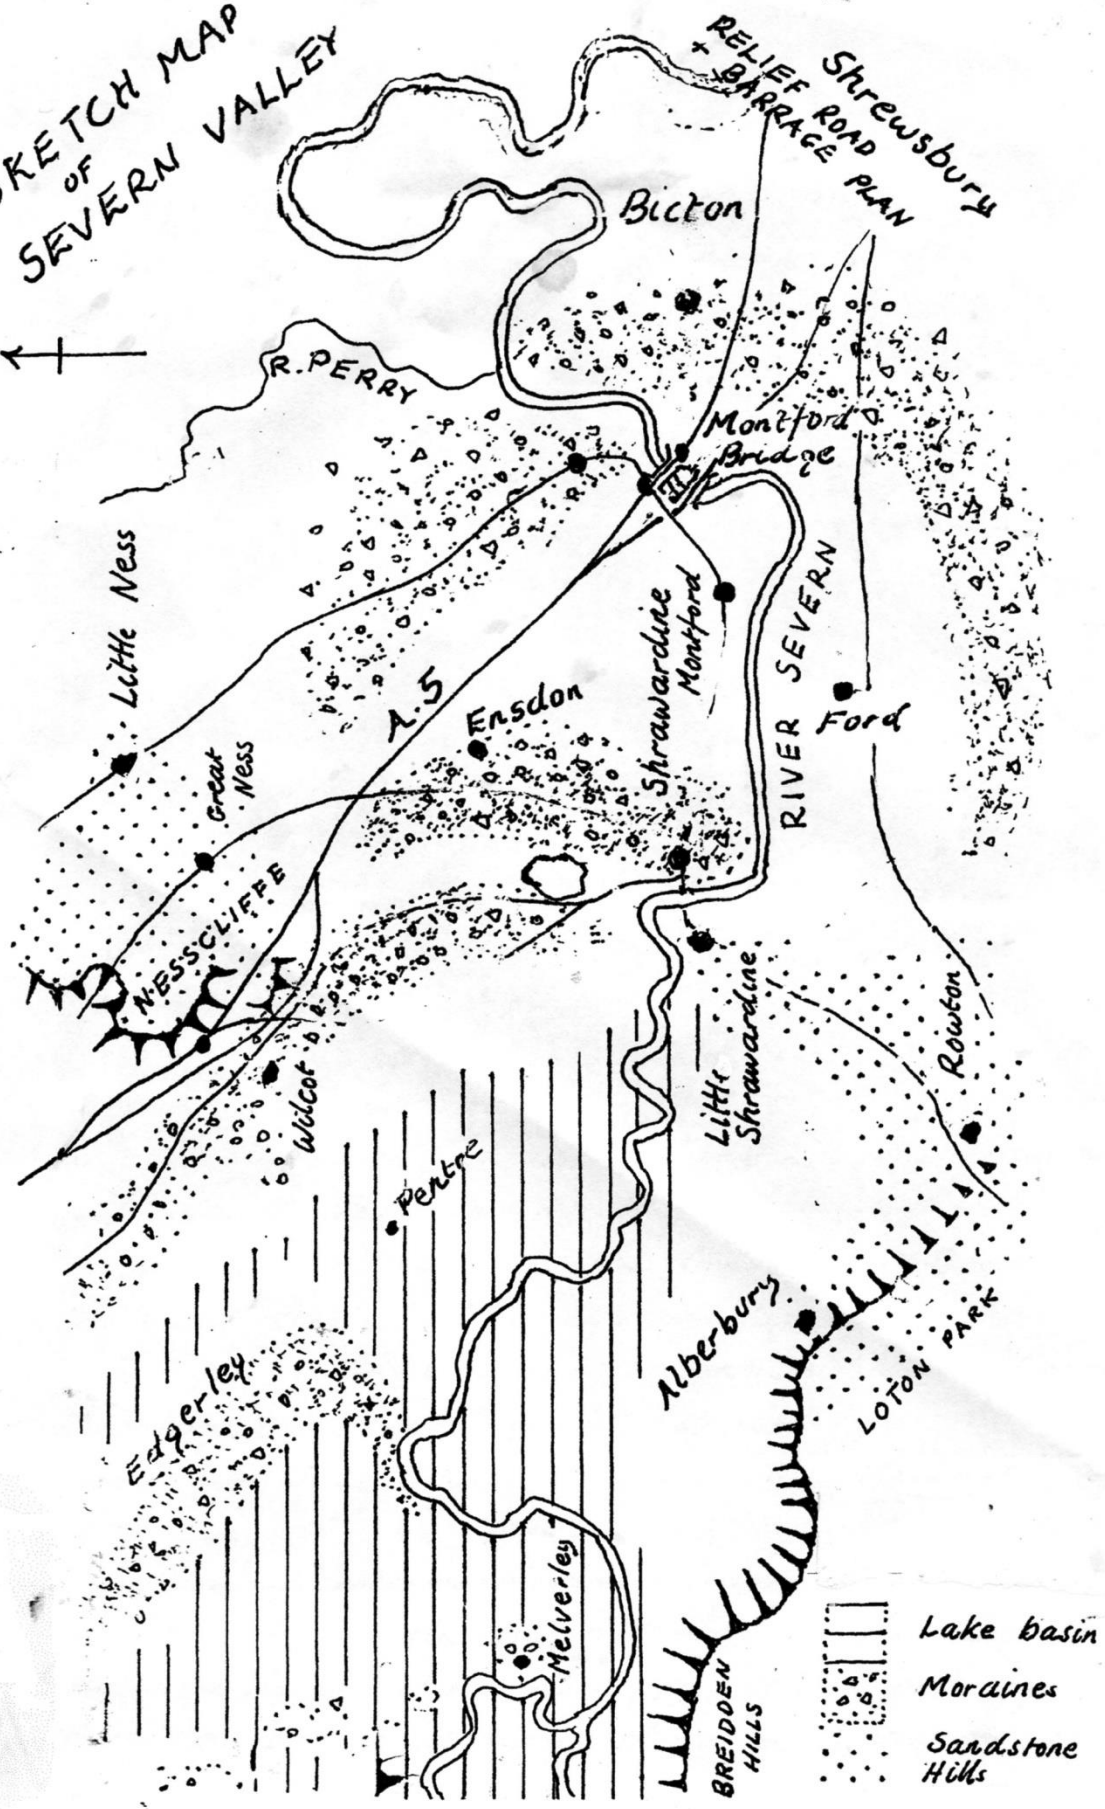 SKETCH MAP
OF
SEVERN VALLEY
RELIEF ROAD
+ BARRAGE PLAN
Shrewsbury
Bicton
R. PERRY
Montford
Bridge
Little Ness
Shrawardine
Montford
RIVER SEVERN
A.5
Ensdon
Ford
Great
Ness
NESSCLIFFE
Rowton
Little
Shrawardine
Wilcot
Pentre
Alberbury
LOTON PARK
Edgerley
Melverley
BREIDDEN
HILLS
Lake basin
Moraines
Sandstone
Hills